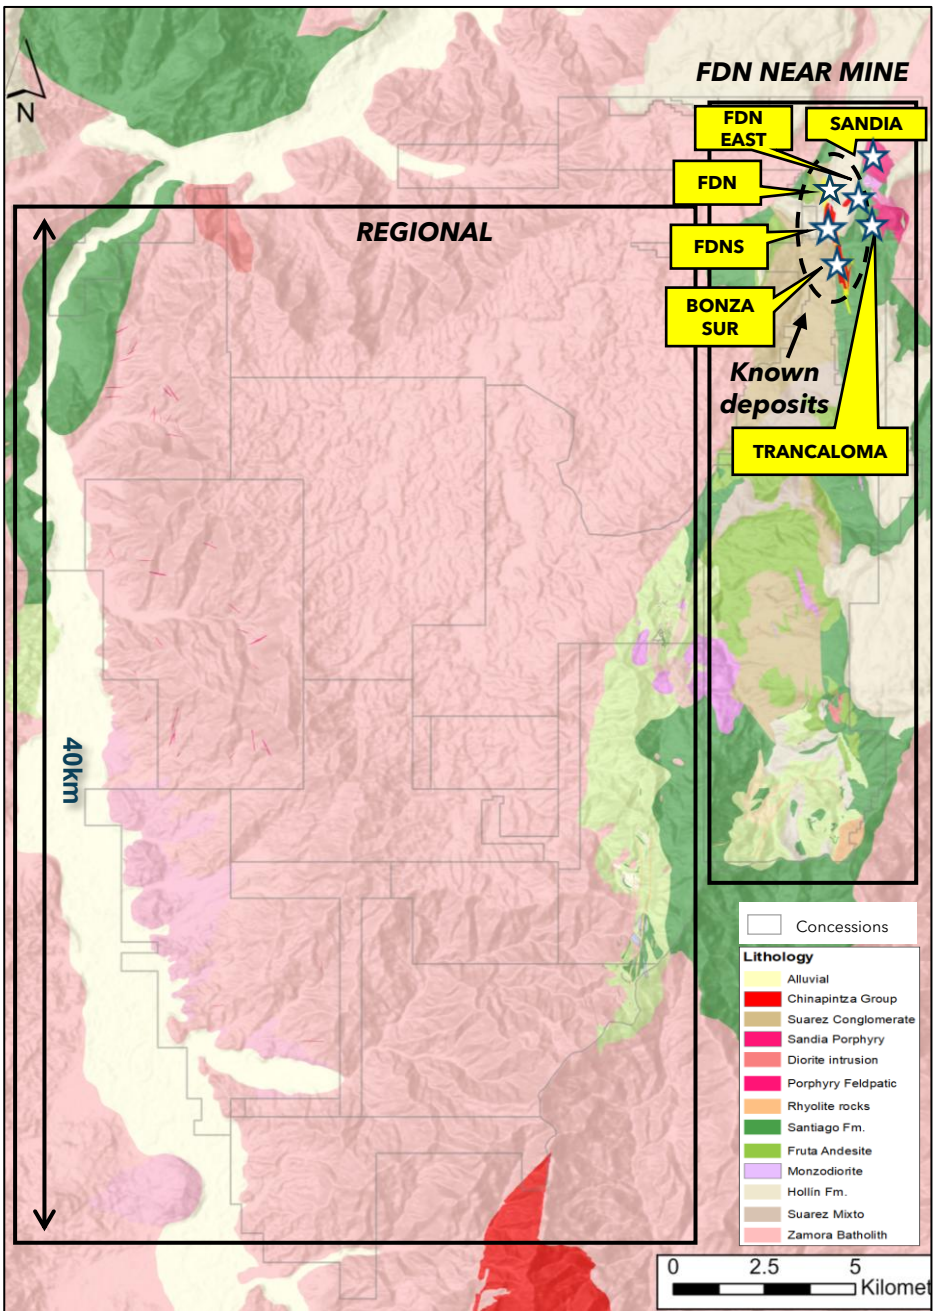 FDN NEAR MINE
N
FDN
EAST
SANDIA
FDN
REGIONAL
FDNS
BONZA
SUR
Known
deposits
TRANCALOMA
40km
Concessions
Lithology
Alluvial
Chinapintza Group
Suarez Conglomerate
Sandia Porphyry
Diorite intrusion
Porphyry Feldpatic
Rhyolite rocks
Santiago Fm.
Fruta Andesite
Monzodiorite
Hollín Fm.
Suarez Mixto
Zamora Batholith
0 2.5 5
Kilomet